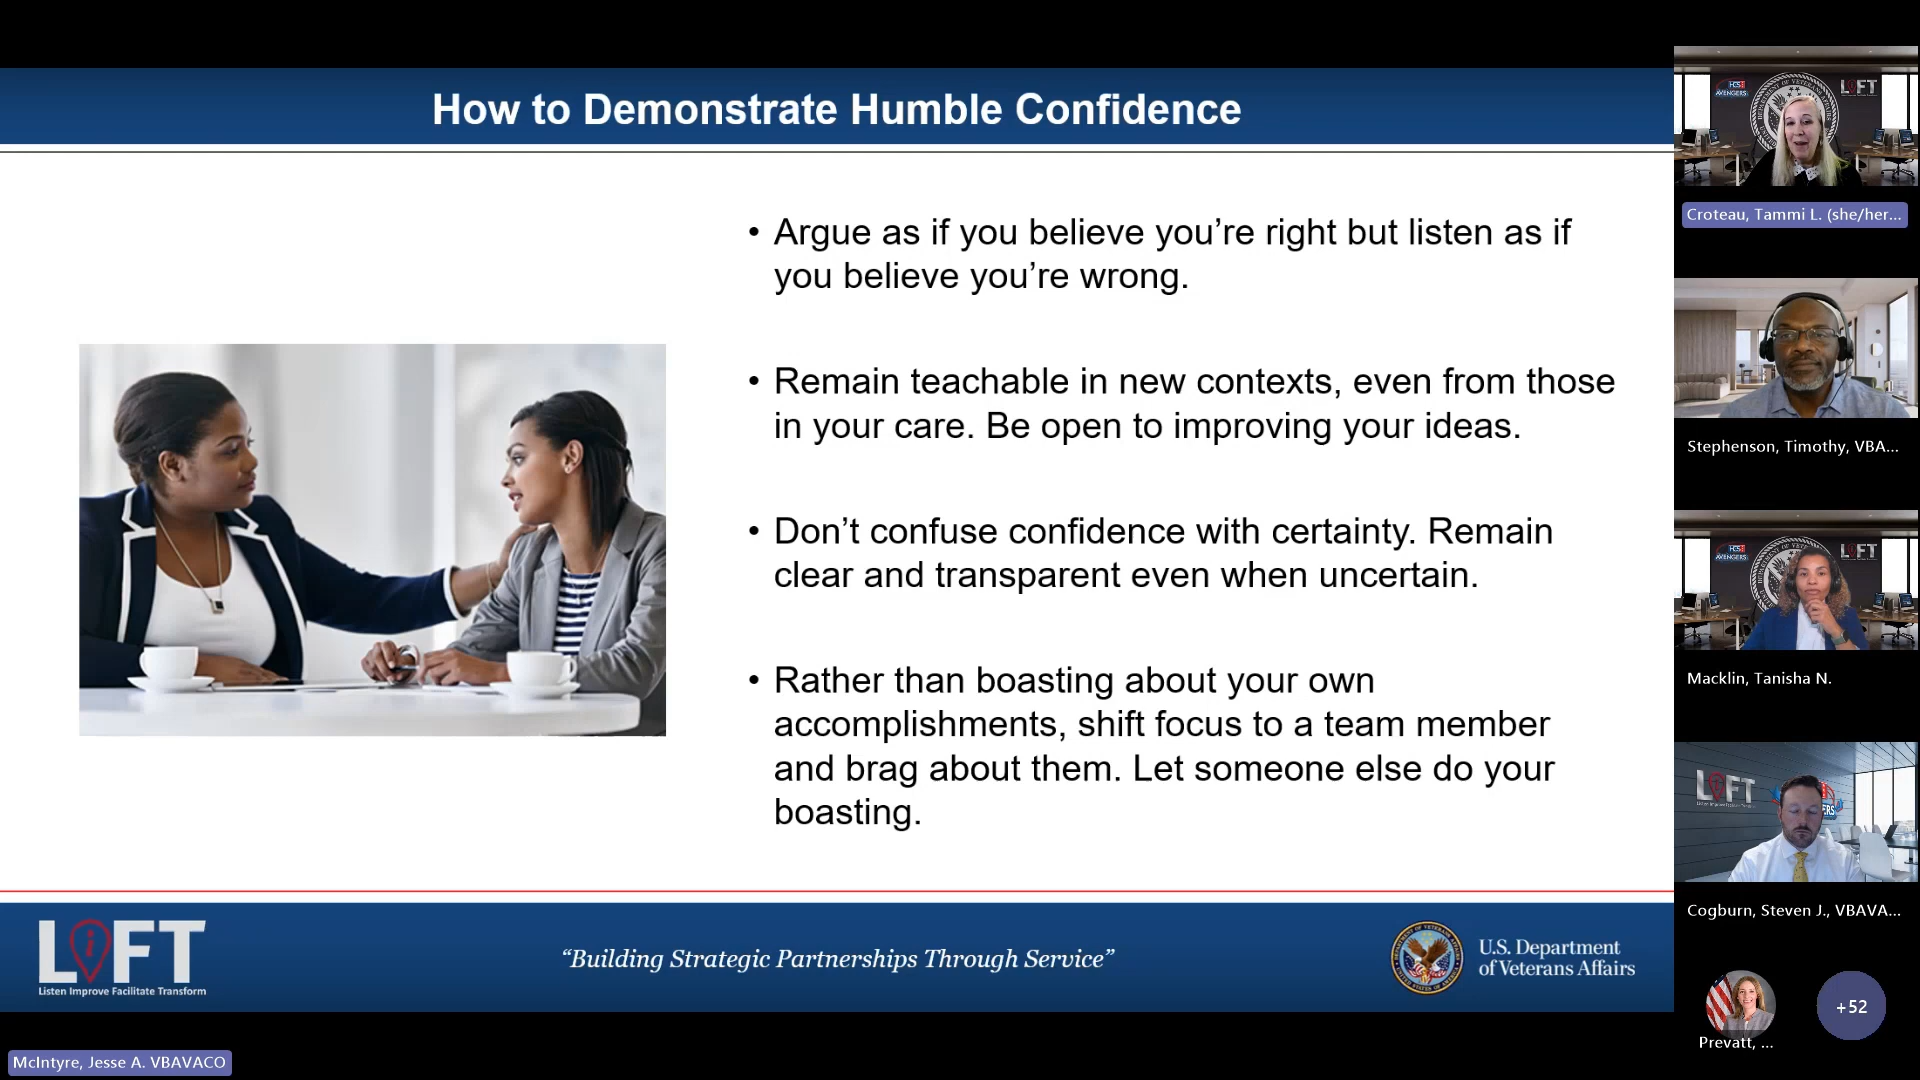 How to Demonstrate Humble Confidence
• Argue as if you believe you’re right but listen as if
you believe you’re wrong.
• Remain teachable in new contexts, even from those
in your care. Be open to improving your ideas.
• Don’t confuse confidence with certainty. Remain
clear and transparent even when uncertain.
• Rather than boasting about your own
accomplishments, shift focus to a team member
and brag about them. Let someone else do your
boasting.
LIFT
Listen Improve Facilitate Transform
“Building Strategic Partnerships Through Service”
U.S. Department
of Veterans Affairs
McIntyre, Jesse A. VBAVACO
AVENGERS
LIFT
Croteau, Tammi L. (she/her...
Stephenson, Timothy, VBA...
AVENGERS
LIFT
Macklin, Tanisha N.
LIFT
Cogburn, Steven J., VBAVA...
Prevatt, ...
+52